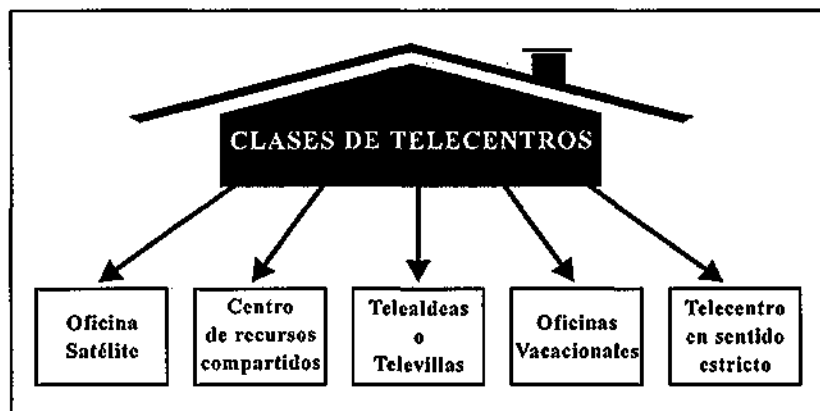 CLASES DE TELECENTROS
Oficina
Satélite
Centro
de recursos
compartidos
Telealdeas
o
Televillas
Oficinas
Vacacionales
Telecentro
en sentido
estricto